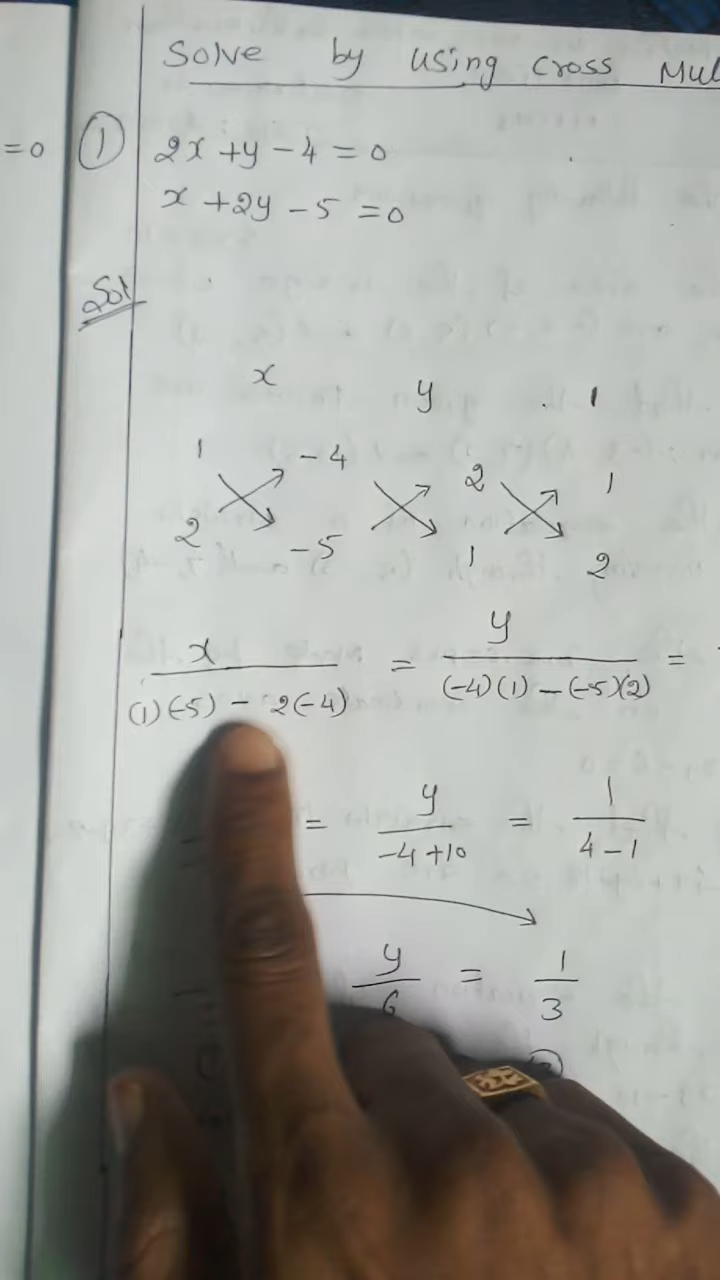 Solve by using cross Mul
= 0 ① 2x + y - 4 = 0
x + 2y - 5 = 0
Sol
x y 1
1 -4 2 1
2 -5 1 2
x / (1)(-5) - 2(-4) = y / (-4)(1) - (-5)(2) =
= y / -4+10 = 1 / 4-1
y / 6 = 1 / 3